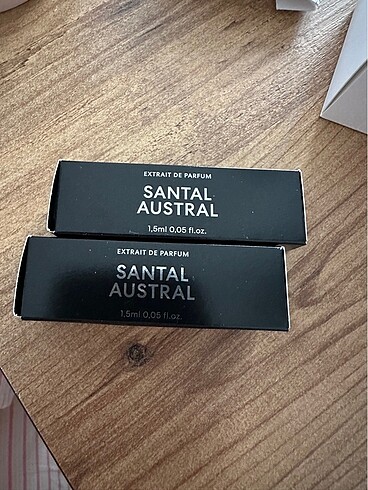 EXTRAIT DE PARFUM
SANTAL
AUSTRAL
1,5ml 0,05 fl.oz.
EXTRAIT DE PARFUM
SANTAL
AUSTRAL
1,5ml 0,05 fl.oz.